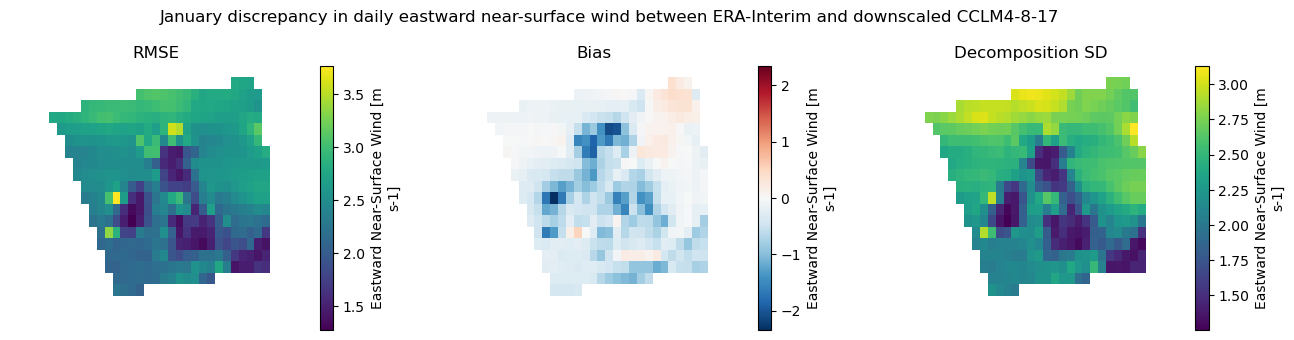 January discrepancy in daily eastward near-surface wind between ERA-Interim and downscaled CCLM4-8-17
RMSE
3.5
3.0
2.5
2.0
1.5
Eastward Near-Surface Wind [m
s-1]
Bias
2
1
0
−1
−2
Eastward Near-Surface Wind [m
s-1]
Decomposition SD
3.00
2.75
2.50
2.25
2.00
1.75
1.50
Eastward Near-Surface Wind [m
s-1]